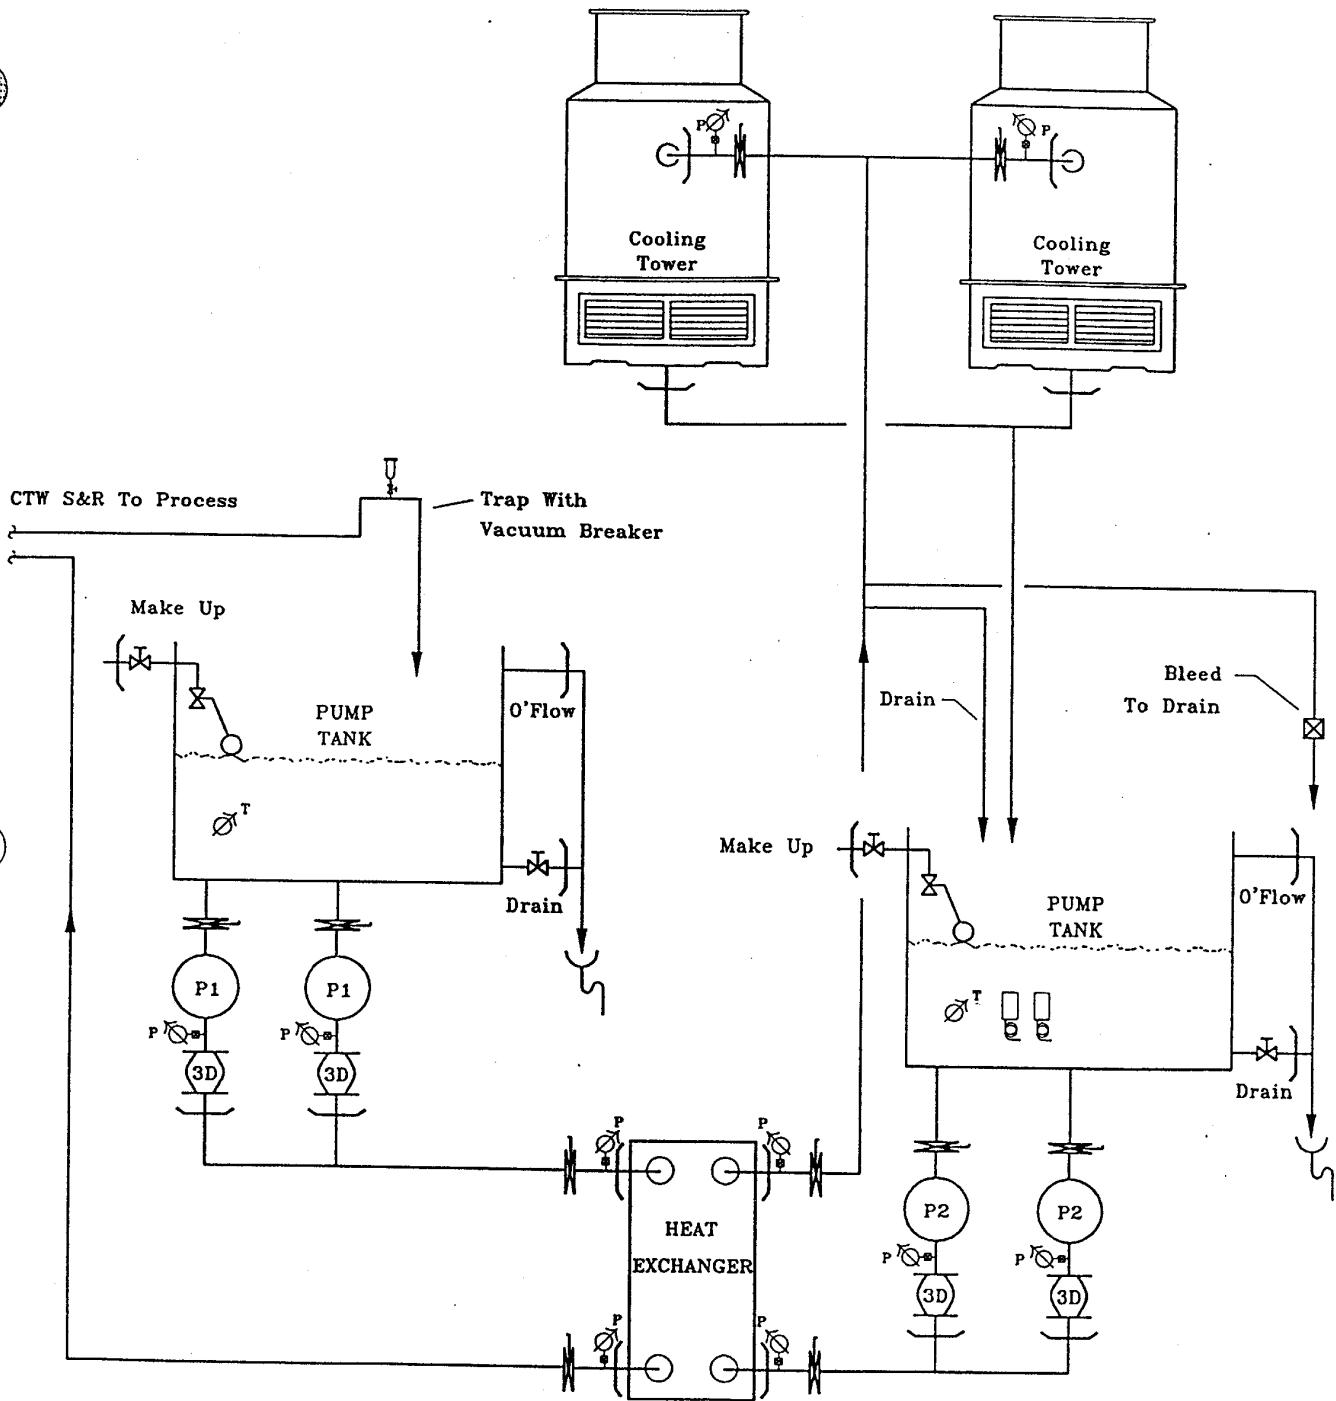 P
P
Cooling
Tower
Cooling
Tower
CTW S&R To Process
Trap With
Vacuum Breaker
Make Up
PUMP
TANK
O'Flow
T
Drain
P1
P1
P
P
3D
3D
Drain
Bleed
To Drain
Make Up
PUMP
TANK
O'Flow
T
Drain
P
P
HEAT
EXCHANGER
P
P
P2
P2
P
P
3D
3D